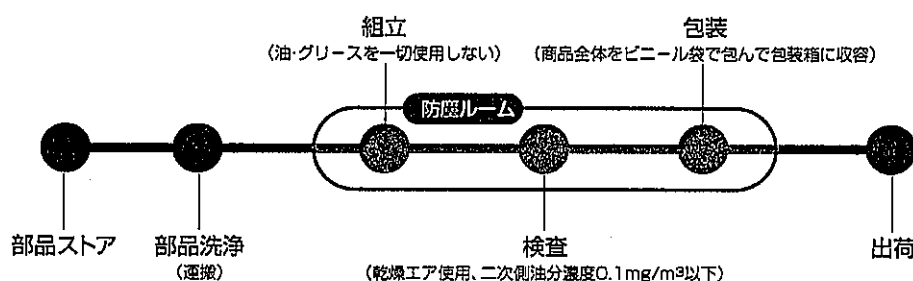 組立
(油・グリースを一切使用しない)
包装
(商品全体をビニール袋で包んで包装箱に収容)
防塵ルーム
部品ストア
部品洗浄
(運搬)
検査
(乾燥エア使用、二次側油分濃度0.1mg/m³以下)
出荷